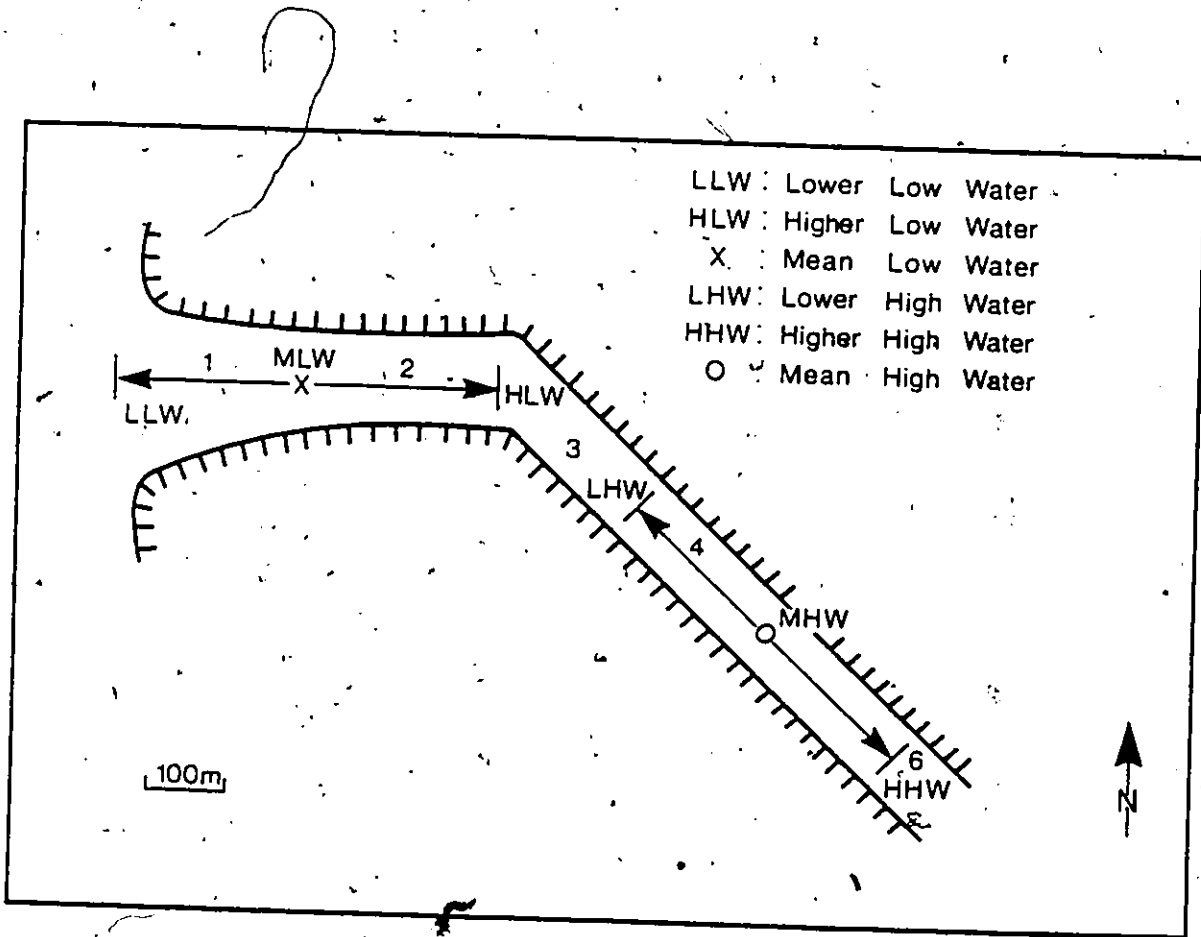 LLW : Lower Low Water
HLW : Higher Low Water
X : Mean Low Water
LHW : Lower High Water
HHW : Higher High Water
O : Mean High Water
1 MLW 2
X
HLW
LLW
3
LHW
4
MHW
6
HHW
100m
N